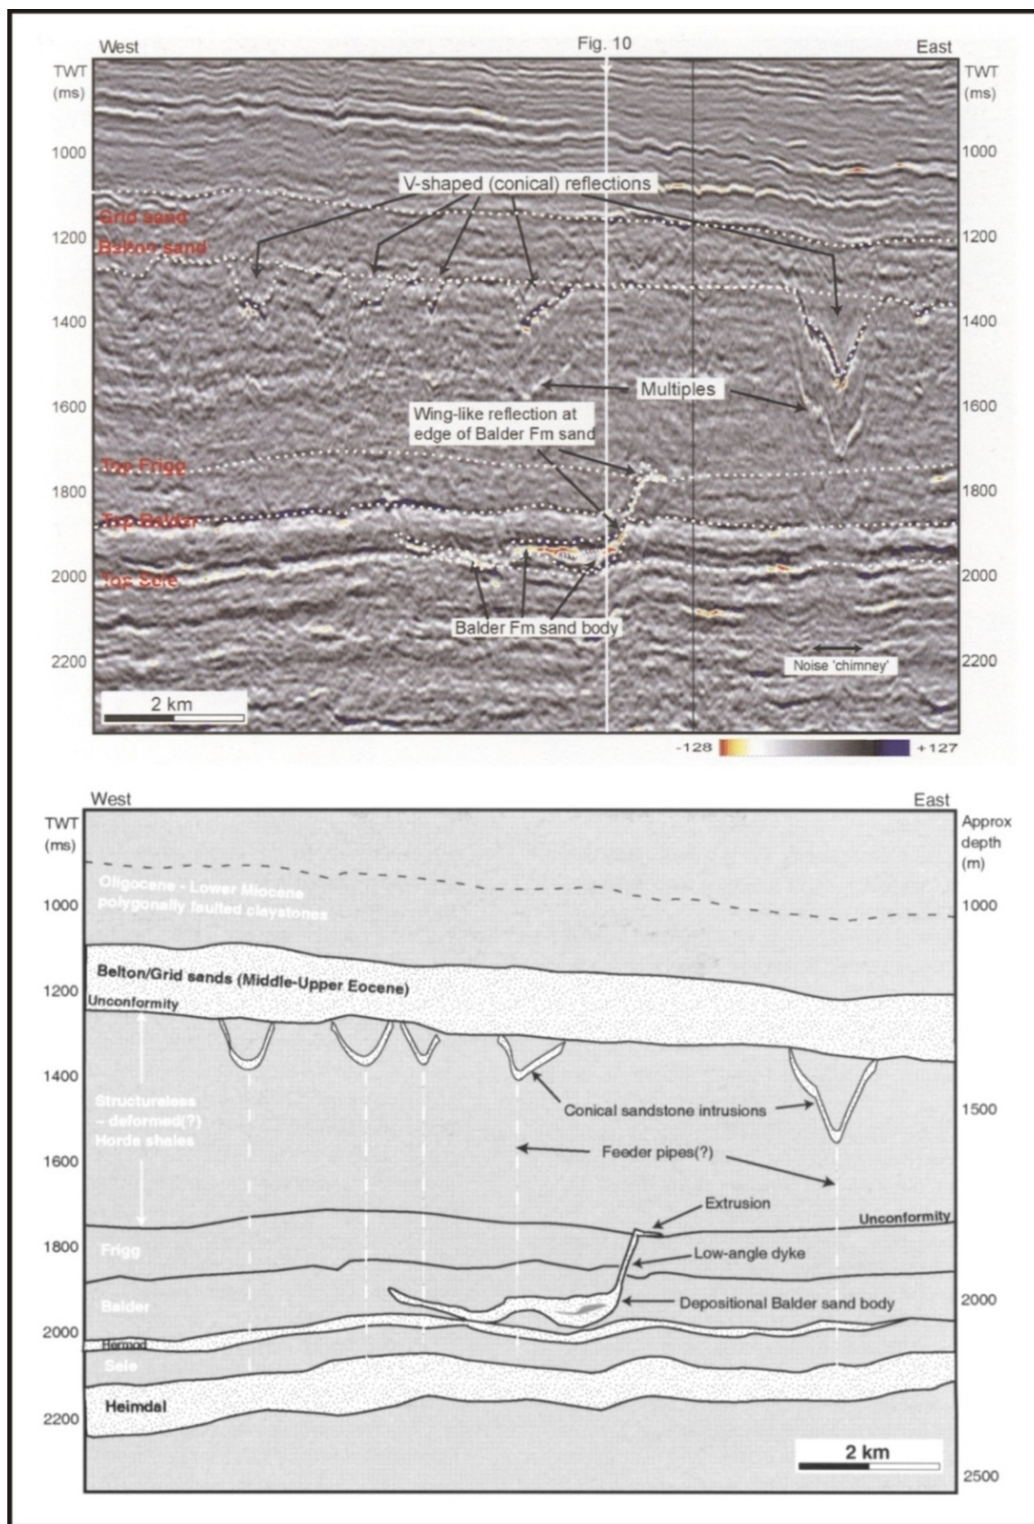 West Fig. 10 East
TWT TWT
(ms) (ms)
1000 1000
V-shaped (conical) reflections
Grid sand
1200 1200
Balton sand
1400 1400
Multiples
1600 1600
Wing-like reflection at
edge of Balder Fm sand
Top Frigg
1800 1800
Top Balder
2000 2000
Top Sele
Balder Fm sand body
2200 2200
Noise 'chimney'
2 km
-128 +127
West East
TWT Approx
(ms) depth
(m)
Oligocene - Lower Miocene
polygonally faulted claystones
1000 1000
Belton/Grid sands (Middle-Upper Eocene)
1200
Unconformity
1400
Structureless
– deformed(?)
Horda shales
Conical sandstone intrusions
1500
Feeder pipes(?)
1600
Extrusion
Unconformity
1800
Frigg
Low-angle dyke
Balder
Depositional Balder sand body
2000 2000
Hermod
Sele
Heimdal
2200
2 km
2500